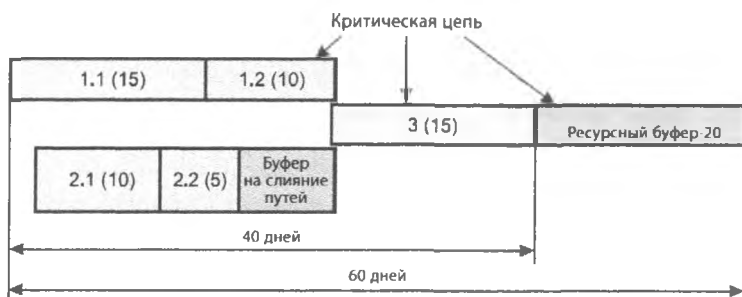 Критическая цепь
1.1 (15)
1.2 (10)
3 (15)
Ресурсный буфер-20
2.1 (10)
2.2 (5)
Буфер
на слияние
путей
40 дней
60 дней